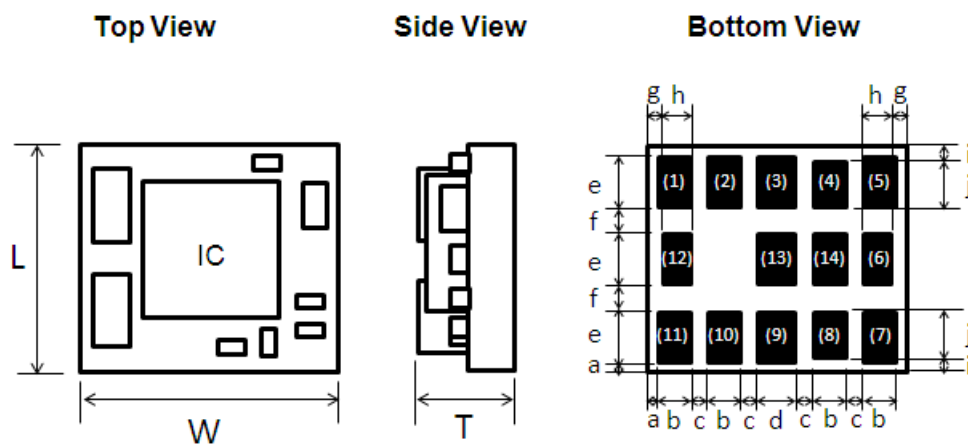 Top View Side View Bottom View
g h h g
i
e (1) (2) (3) (4) (5) j
f
L IC e (12) (13) (14) (6)
f
e (11) (10) (9) (8) (7) j
a i
a b c b c d c b c b
W T